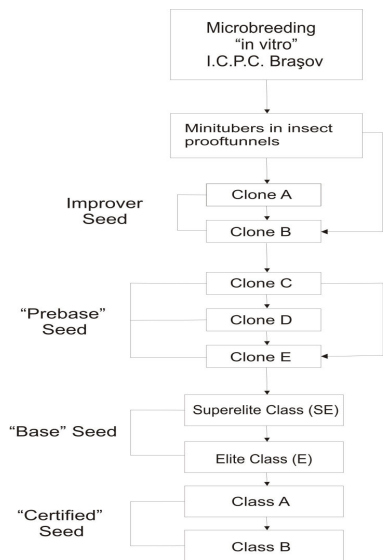 Microbreeding
“in vitro”
I.C.P.C. Braşov
Minitubers in insect
prooftunnels
Clone A
Improver
Seed
Clone B
Clone C
“Prebase”
Seed
Clone D
Clone E
Superelite Class (SE)
“Base” Seed
Elite Class (E)
Class A
“Certified”
Seed
Class B